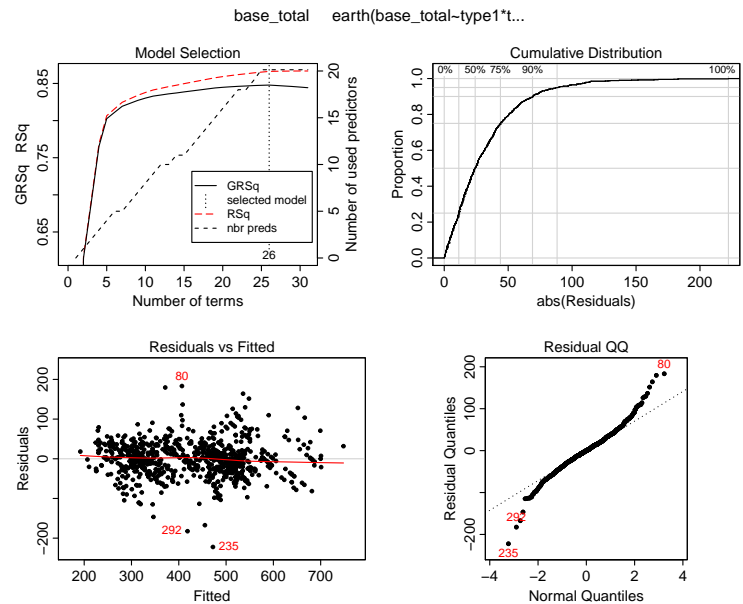 base_total earth(base_total~type1*t...
Model Selection
GRSq RSq
0.65 0.75 0.85
Number of used predictors
0 5 10 15 20
GRSq
selected model
RSq
nbr preds
26
0 5 10 15 20 25 30
Number of terms
Cumulative Distribution
0% 50% 75% 90% 100%
Proportion
0.0 0.2 0.4 0.6 0.8 1.0
0 50 100 150 200
abs(Residuals)
Residuals vs Fitted
Residuals
-200 0 100 200
80
292
235
200 300 400 500 600 700
Fitted
Residual QQ
Residual Quantiles
-200 0 100 200
80
292
235
-4 -2 0 2 4
Normal Quantiles